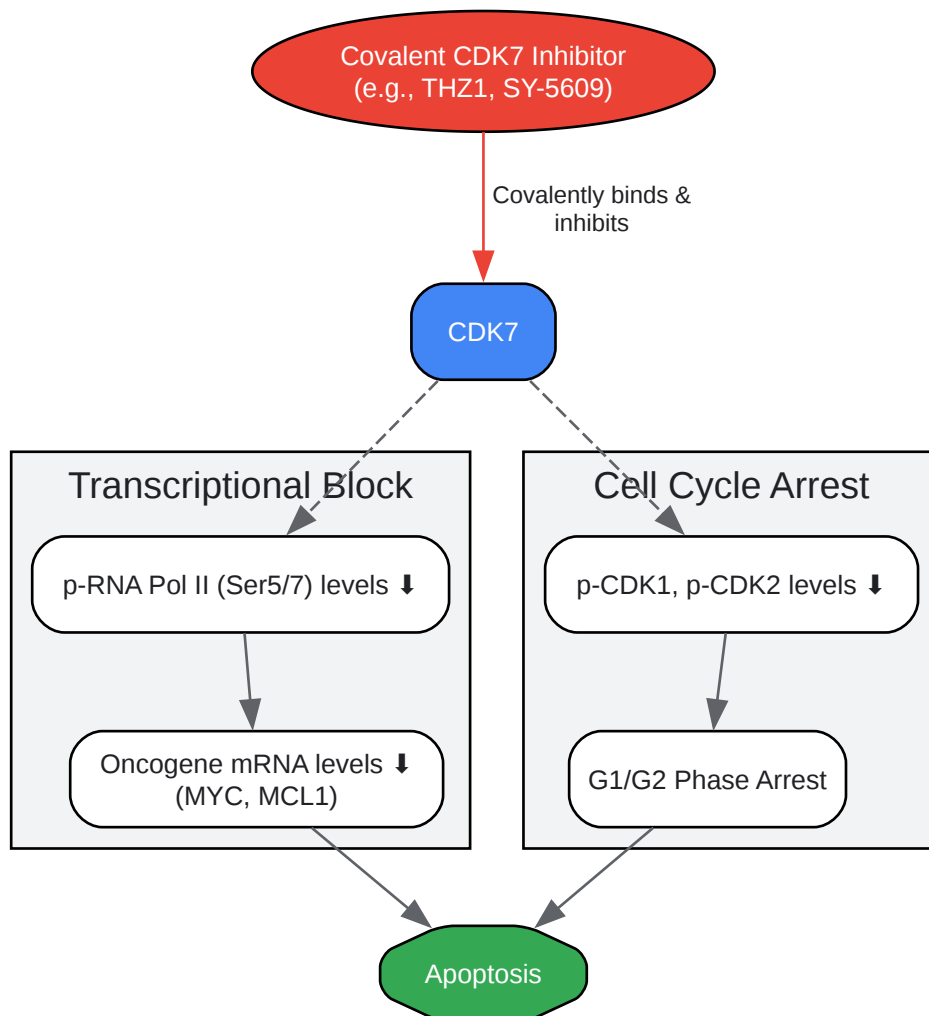 Covalent CDK7 Inhibitor
(e.g., THZ1, SY-5609)
Covalently binds &
inhibits
CDK7
Transcriptional Block
Cell Cycle Arrest
p-RNA Pol II (Ser5/7) levels ⬇
p-CDK1, p-CDK2 levels ⬇
Oncogene mRNA levels ⬇
(MYC, MCL1)
G1/G2 Phase Arrest
Apoptosis